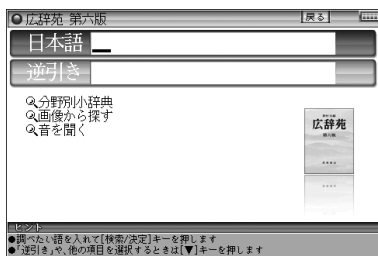 広辞苑 第六版
戻る
日本語
逆引き
分野別小辞典
画像から探す
音を聞く
広辞苑
ヒント
●調べたい語を入れて[検索/決定]キーを押します
●「逆引き」や、他の項目を選択するときは[▼]キーを押します